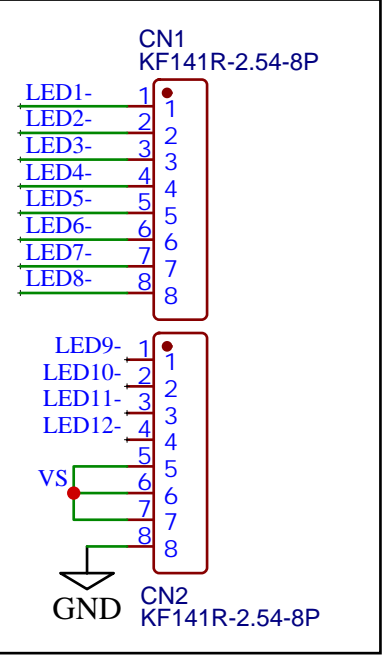 CN1
KF141R-2.54-8P
LED1- 1 1
LED2- 2 2
LED3- 3 3
LED4- 4 4
LED5- 5 5
LED6- 6 6
LED7- 7 7
LED8- 8 8
LED9- 1 1
LED10- 2 2
LED11- 3 3
LED12- 4 4
5 5
VS 6 6
7 7
8 8
GND
CN2
KF141R-2.54-8P